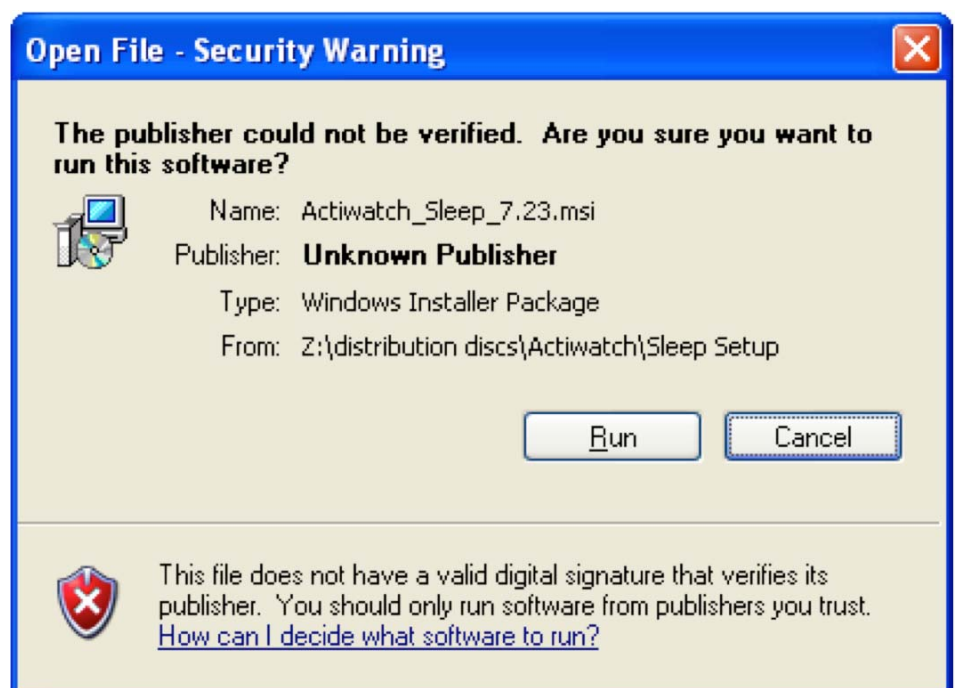 Open File - Security Warning
The publisher could not be verified.  Are you sure you want to
run this software?
Name: Actiwatch_Sleep_7.23.msi
Publisher: Unknown Publisher
Type: Windows Installer Package
From: Z:\distribution discs\Actiwatch\Sleep Setup
Run Cancel
This file does not have a valid digital signature that verifies its
publisher.  You should only run software from publishers you trust.
How can I decide what software to run?